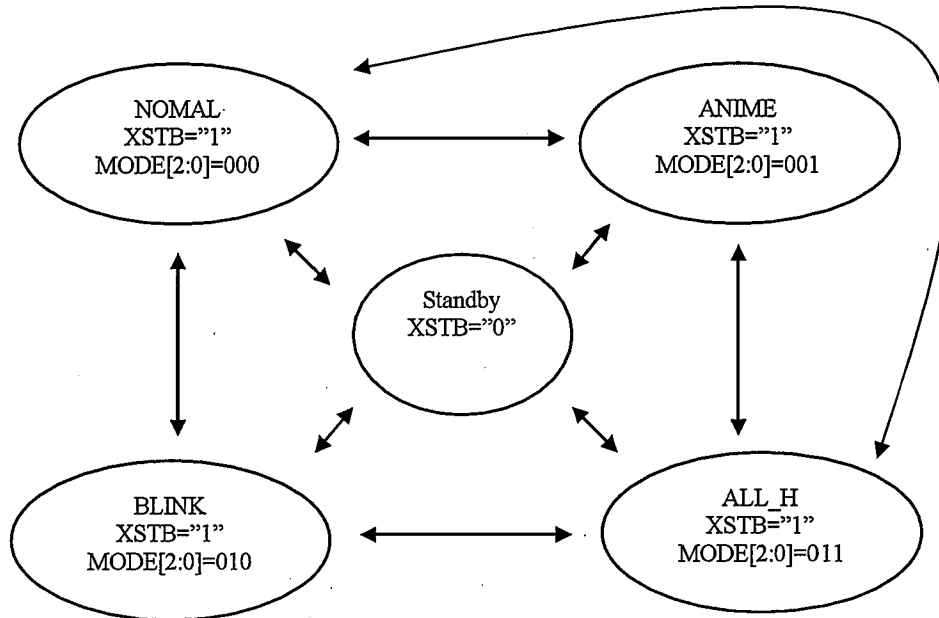 NOMAL
XSTB=”1”
MODE[2:0]=000
ANIME
XSTB=”1”
MODE[2:0]=001
Standby
XSTB=”0”
BLINK
XSTB=”1”
MODE[2:0]=010
ALL_H
XSTB=”1”
MODE[2:0]=011